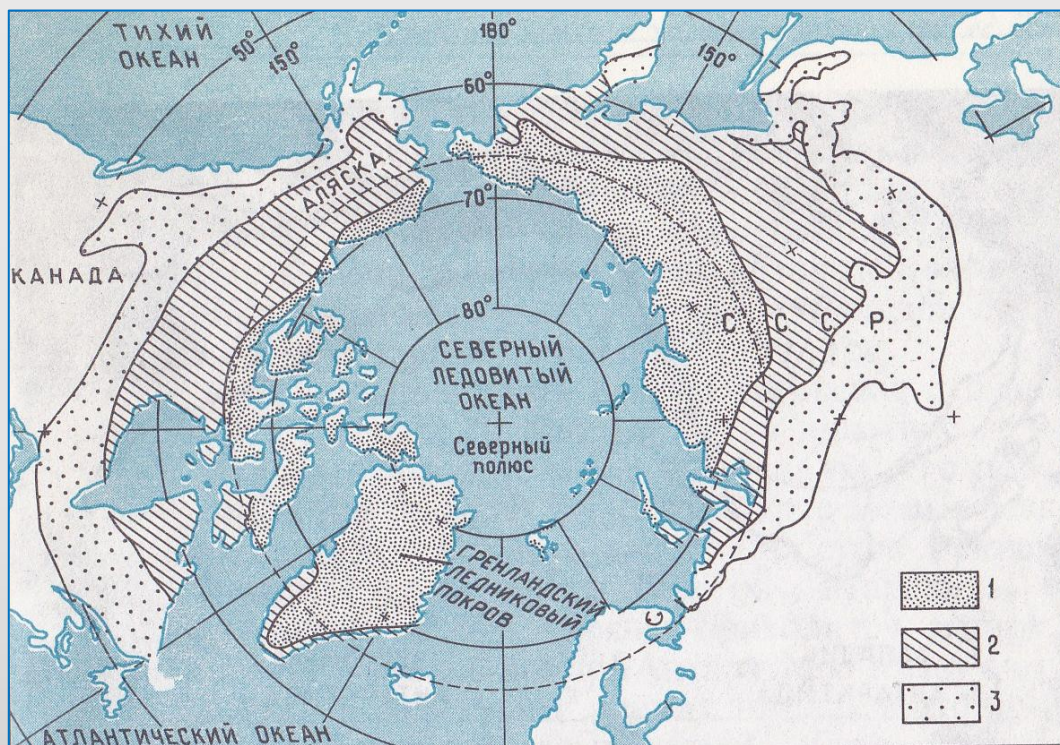 ТИХИЙ
ОКЕАН
50°
150°
180°
60°
150°
АЛЯСКА
70°
КАНАДА
80°
С С С Р
СЕВЕРНЫЙ
ЛЕДОВИТЫЙ
ОКЕАН
Северный
полюс
ГРЕНЛАНДСКИЙ
ЛЕДНИКОВЫЙ
ПОКРОВ
С
1
2
3
АТЛАНТИЧЕСКИЙ ОКЕАН